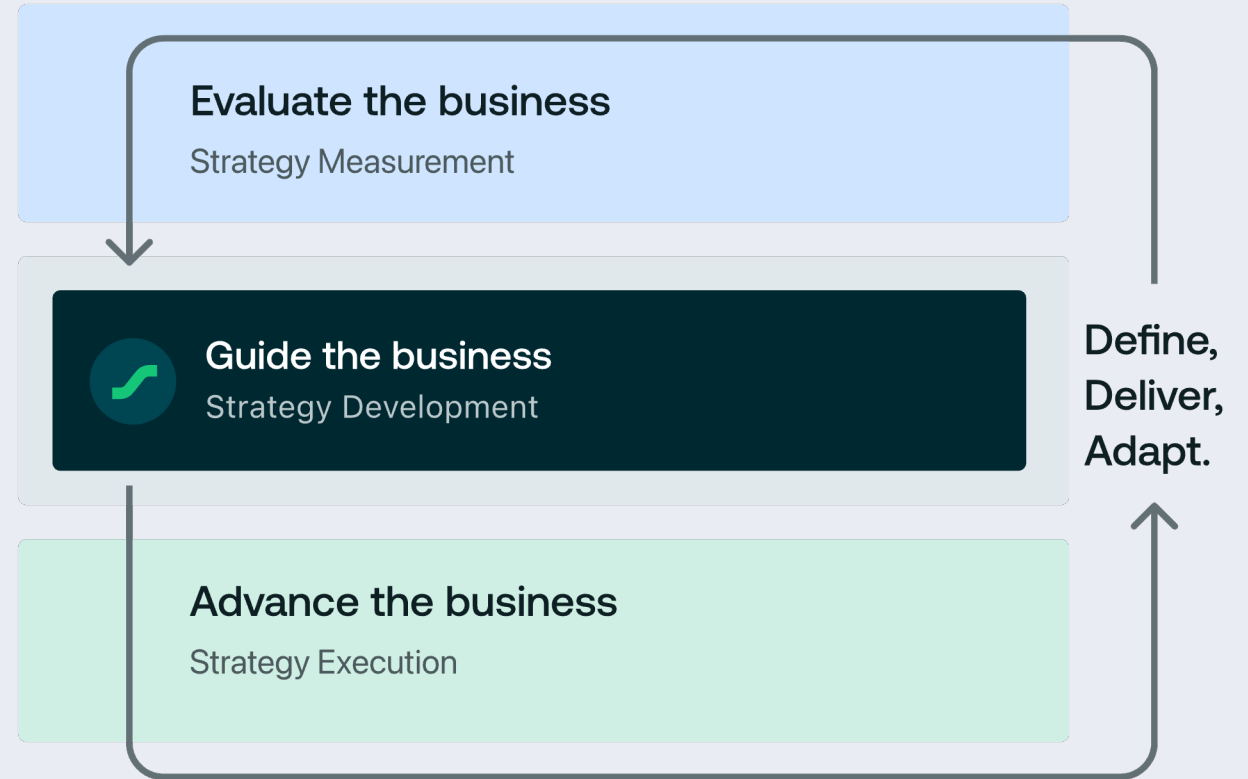 Evaluate the business
Strategy Measurement
Guide the business
Strategy Development
Define,
Deliver,
Adapt.
Advance the business
Strategy Execution